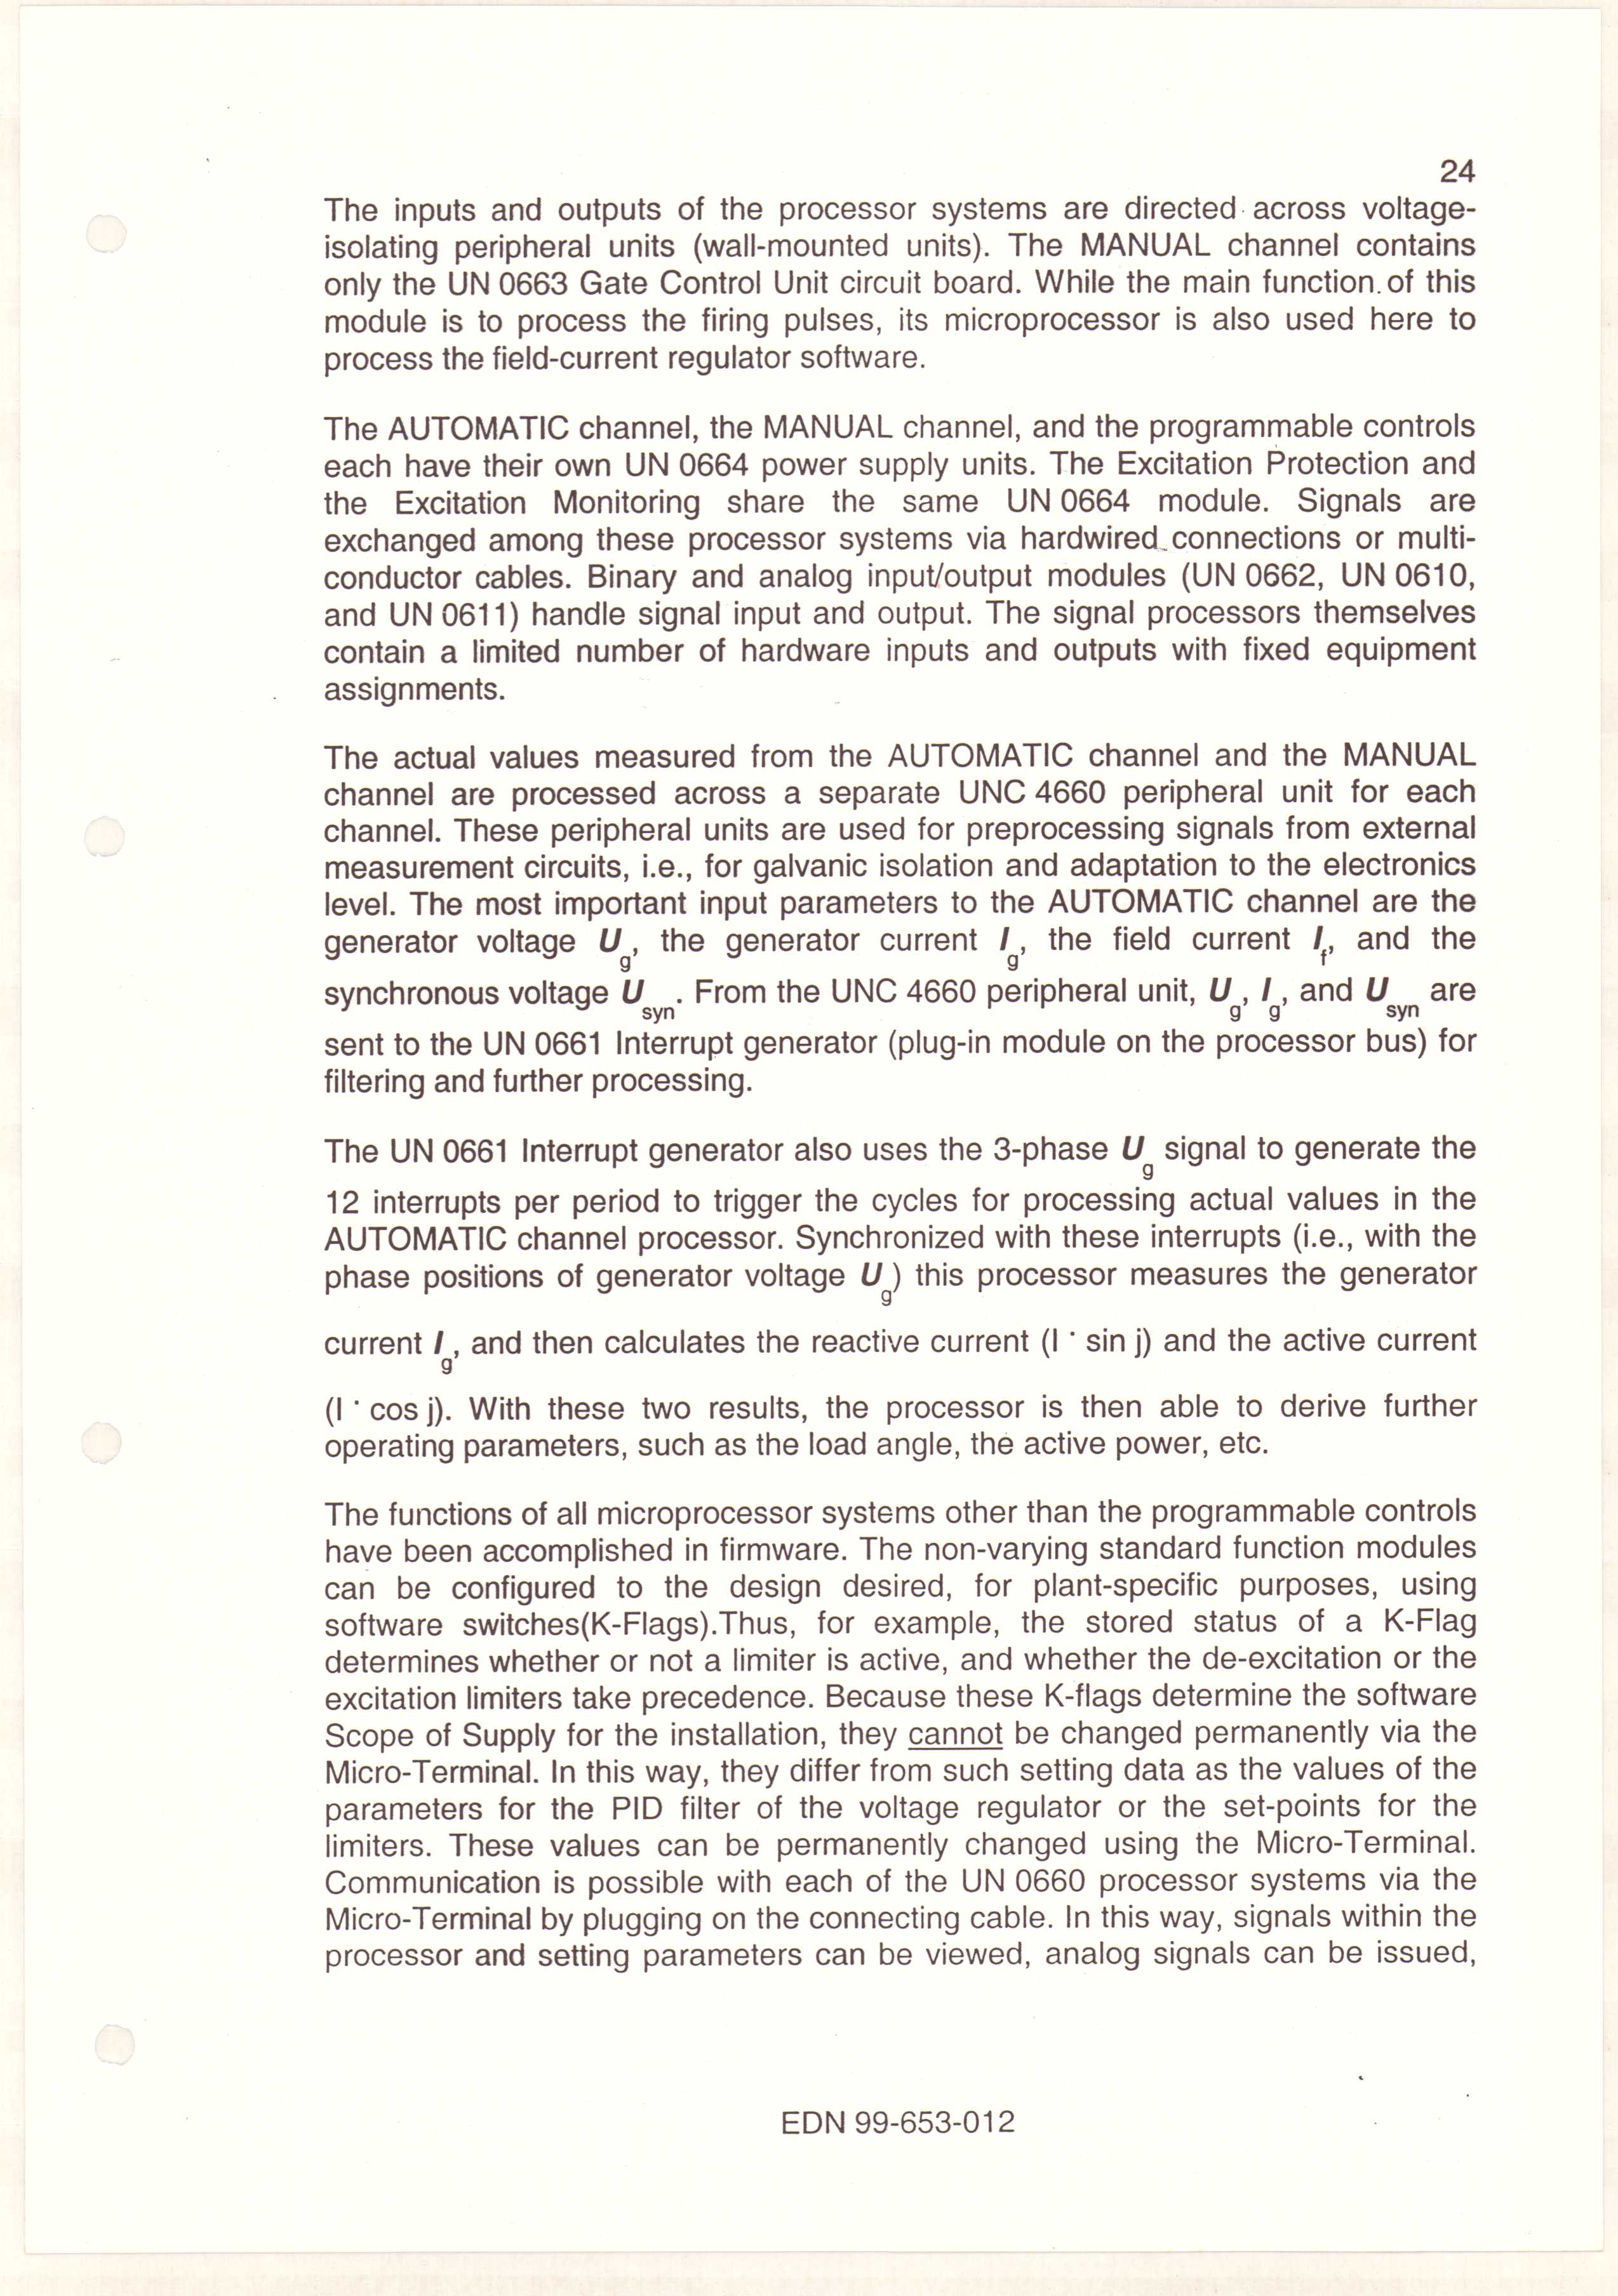 24
The inputs and outputs of the processor systems are directed across voltage-
isolating peripheral units (wall-mounted units). The MANUAL channel contains
only the UN 0663 Gate Control Unit circuit board. While the main function of this
module is to process the firing pulses, its microprocessor is also used here to
process the field-current regulator software.
The AUTOMATIC channel, the MANUAL channel, and the programmable controls
each have their own UN 0664 power supply units. The Excitation Protection and
the Excitation Monitoring share the same UN 0664 module. Signals are
exchanged among these processor systems via hardwired connections or multi-
conductor cables. Binary and analog input/output modules (UN 0662, UN 0610,
and UN 0611) handle signal input and output. The signal processors themselves
contain a limited number of hardware inputs and outputs with fixed equipment
assignments.
The actual values measured from the AUTOMATIC channel and the MANUAL
channel are processed across a separate UNC 4660 peripheral unit for each
channel. These peripheral units are used for preprocessing signals from external
measurement circuits, i.e., for galvanic isolation and adaptation to the electronics
level. The most important input parameters to the AUTOMATIC channel are the
generator voltage Ug, the generator current Ig, the field current If, and the
synchronous voltage Usyn. From the UNC 4660 peripheral unit, Ug, Ig, and Usyn are
sent to the UN 0661 Interrupt generator (plug-in module on the processor bus) for
filtering and further processing.
The UN 0661 Interrupt generator also uses the 3-phase Ug signal to generate the
12 interrupts per period to trigger the cycles for processing actual values in the
AUTOMATIC channel processor. Synchronized with these interrupts (i.e., with the
phase positions of generator voltage Ug) this processor measures the generator
current Ig, and then calculates the reactive current (I · sin j) and the active current
(I · cos j). With these two results, the processor is then able to derive further
operating parameters, such as the load angle, the active power, etc.
The functions of all microprocessor systems other than the programmable controls
have been accomplished in firmware. The non-varying standard function modules
can be configured to the design desired, for plant-specific purposes, using
software switches(K-Flags).Thus, for example, the stored status of a K-Flag
determines whether or not a limiter is active, and whether the de-excitation or the
excitation limiters take precedence. Because these K-flags determine the software
Scope of Supply for the installation, they cannot be changed permanently via the
Micro-Terminal. In this way, they differ from such setting data as the values of the
parameters for the PID filter of the voltage regulator or the set-points for the
limiters. These values can be permanently changed using the Micro-Terminal.
Communication is possible with each of the UN 0660 processor systems via the
Micro-Terminal by plugging on the connecting cable. In this way, signals within the
processor and setting parameters can be viewed, analog signals can be issued,
EDN 99-653-012